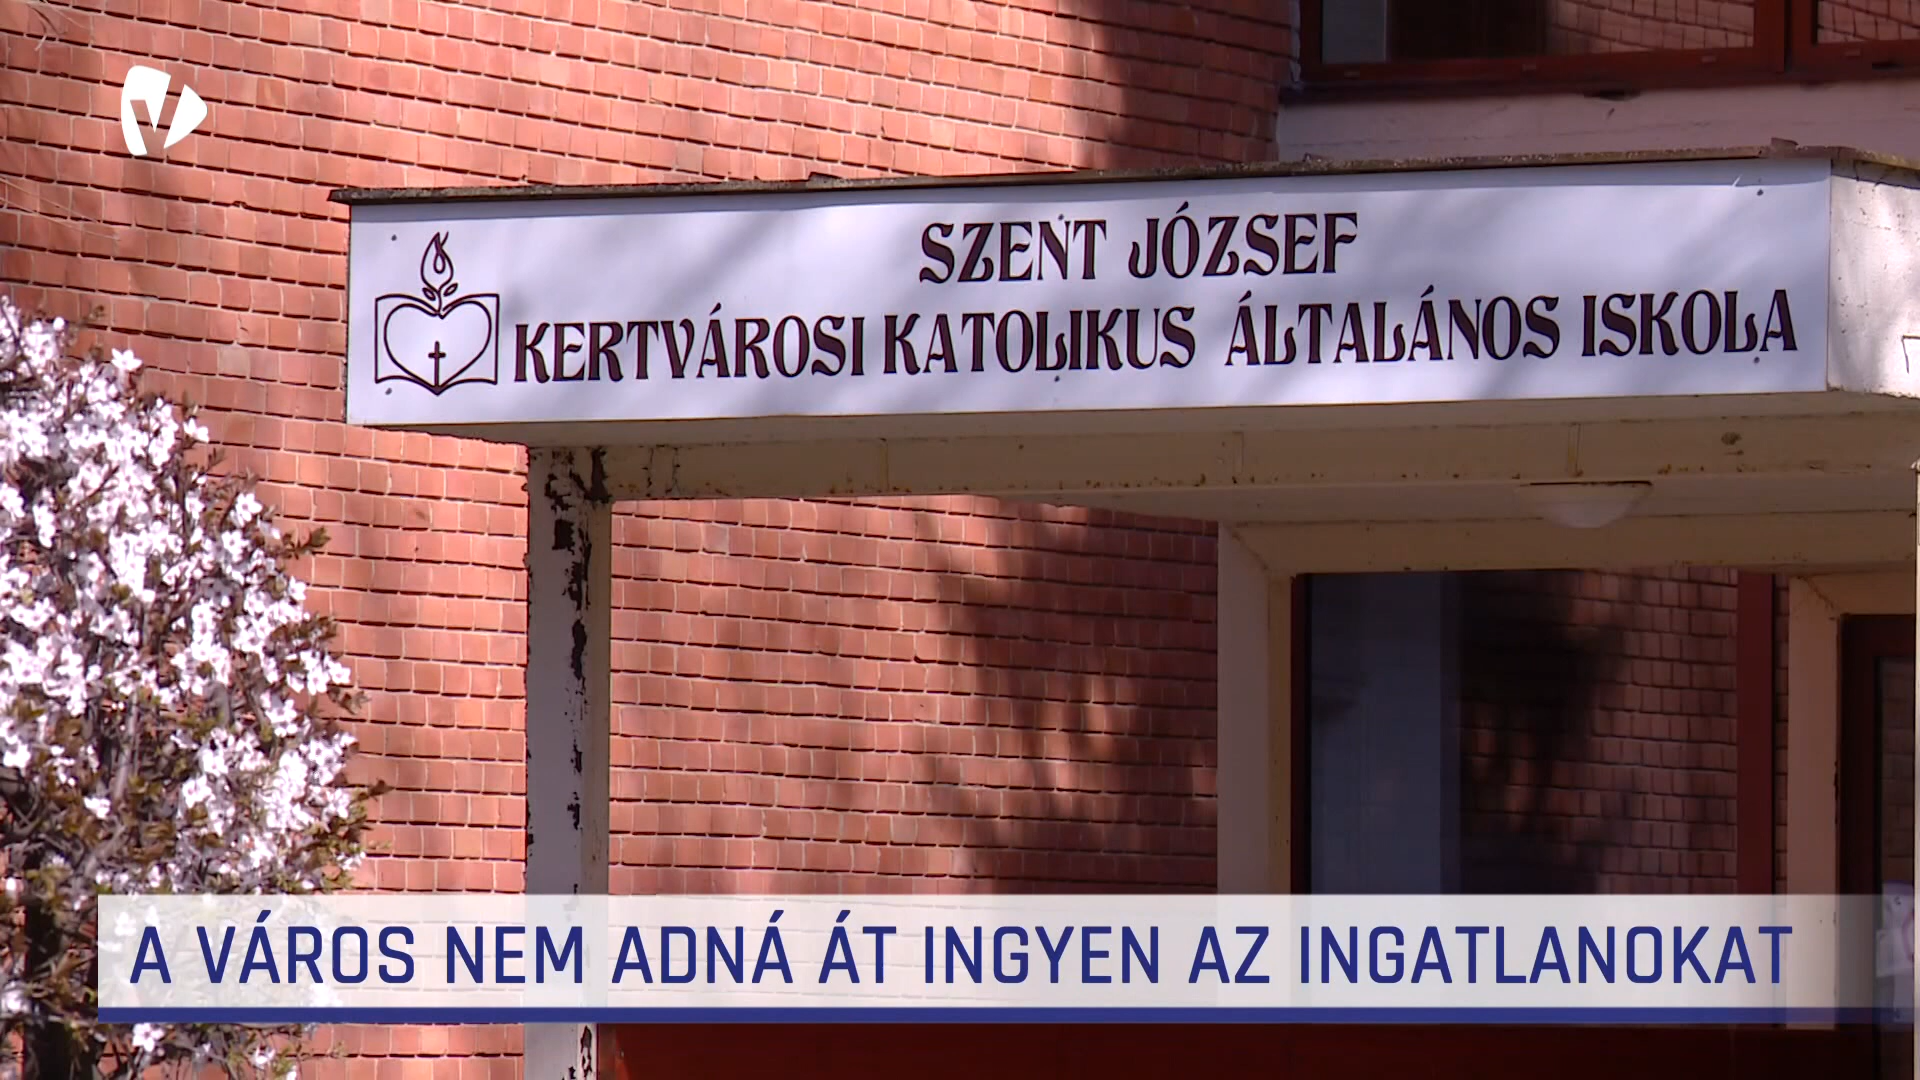 SZENT JÓZSEF
KERTVÁROSI KATOLIKUS ÁLTALÁNOS ISKOLA
A VÁROS NEM ADNÁ ÁT INGYEN AZ INGATLANOKAT